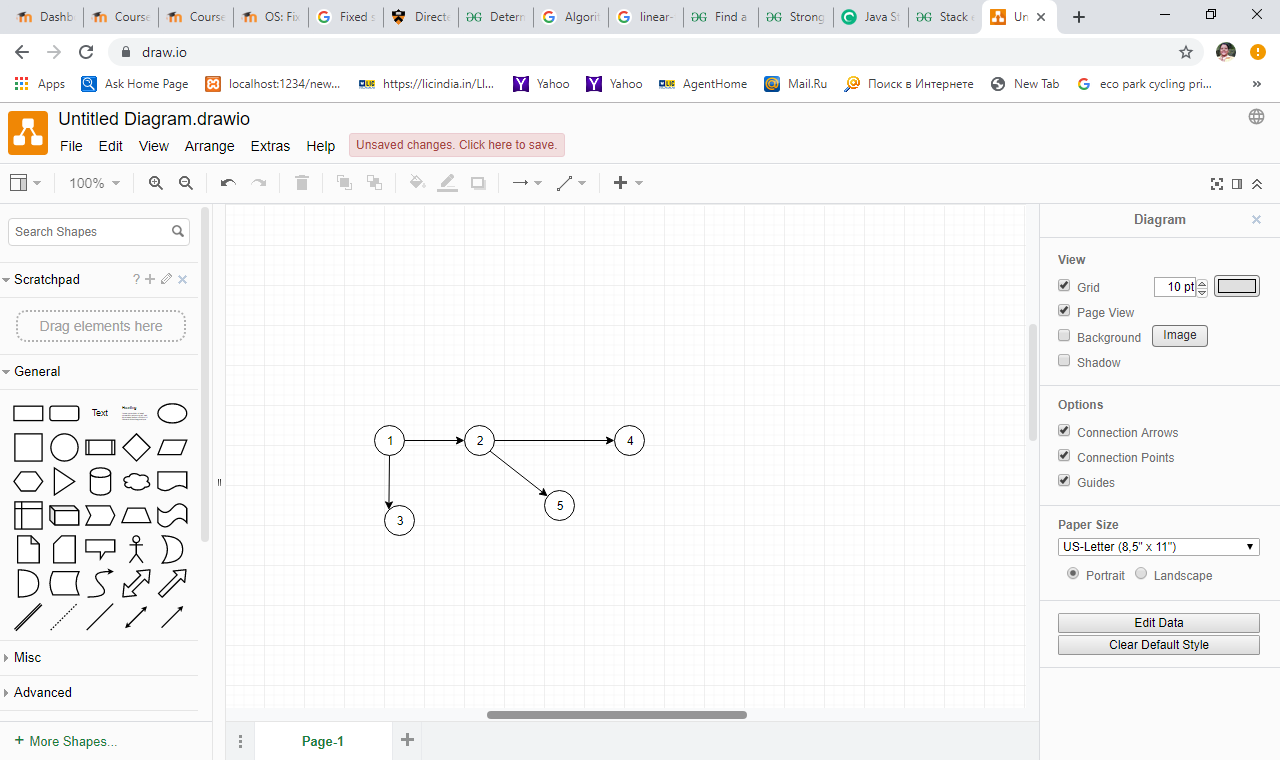 Dashb Course Course OS: Fix Fixed s Directe Determ Algorit linear- Find a Strong Java St Stack Un
draw.io
Apps Ask Home Page localhost:1234/new... https://licindia.in/LI... Yahoo Yahoo AgentHome Mail.Ru Поиск в Интернете New Tab eco park cycling pri... »
Untitled Diagram.drawio
File Edit View Arrange Extras Help Unsaved changes. Click here to save.
100%
Search Shapes
Scratchpad ?
Drag elements here
General
Text
Misc
Advanced
+ More Shapes...
1 2 4
5
3
Page-1
Diagram
View
Grid 10 pt
Page View
Background Image
Shadow
Options
Connection Arrows
Connection Points
Guides
Paper Size
US-Letter (8,5" x 11")
Portrait Landscape
Edit Data
Clear Default Style